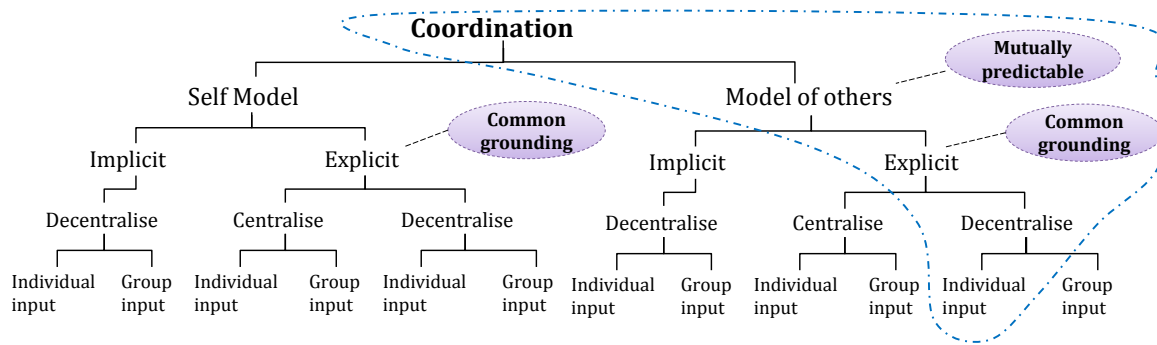 Coordination
Mutually
predictable
Self Model
Model of others
Common
grounding
Common
grounding
Implicit
Explicit
Implicit
Explicit
Decentralise
Centralise
Decentralise
Decentralise
Centralise
Decentralise
Individual
input
Group
input
Individual
input
Group
input
Individual
input
Group
input
Individual
input
Group
input
Individual
input
Group
input
Individual
input
Group
input